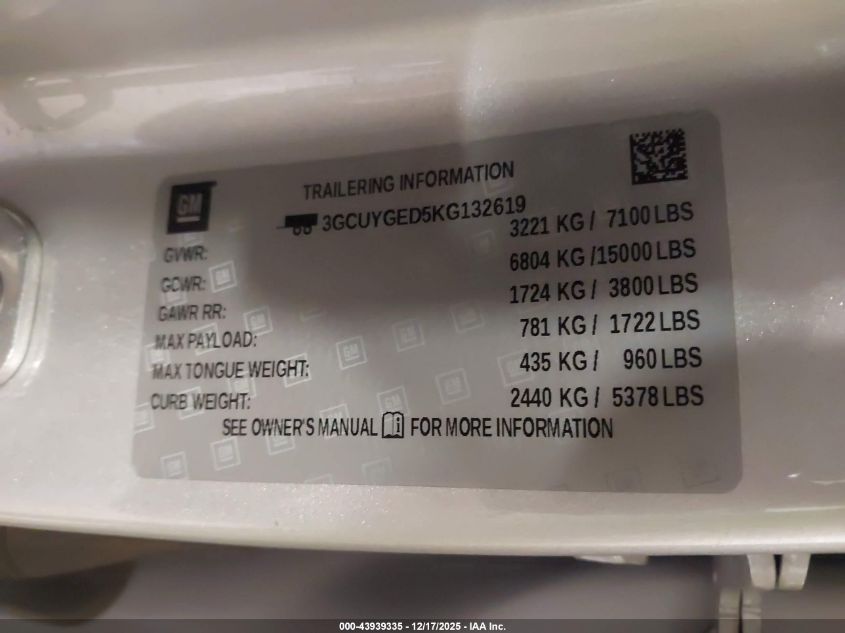 GM
TRAILERING INFORMATION
3GCUYGED5KG132619
GVWR: 3221 KG / 7100 LBS
GCWR: 6804 KG /15000 LBS
GAWR RR: 1724 KG / 3800 LBS
MAX PAYLOAD: 781 KG / 1722 LBS
MAX TONGUE WEIGHT: 435 KG / 960 LBS
CURB WEIGHT: 2440 KG / 5378 LBS
SEE OWNER'S MANUAL FOR MORE INFORMATION
000-43939335 - 12/17/2025 - IAA Inc.